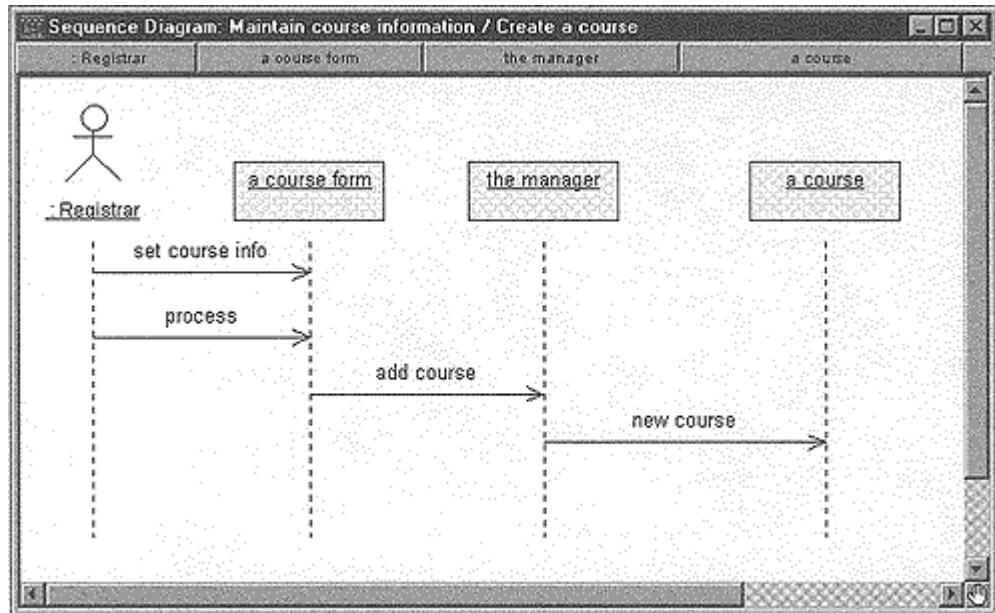 Sequence Diagram: Maintain course information / Create a course
: Registrar a course form the manager a course
: Registrar
a course form
the manager
a course
set course info
process
add course
new course